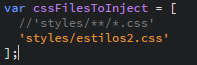 var cssFilesToInject = [
//'styles/**/*.css'
'styles/estilos2.css'
];